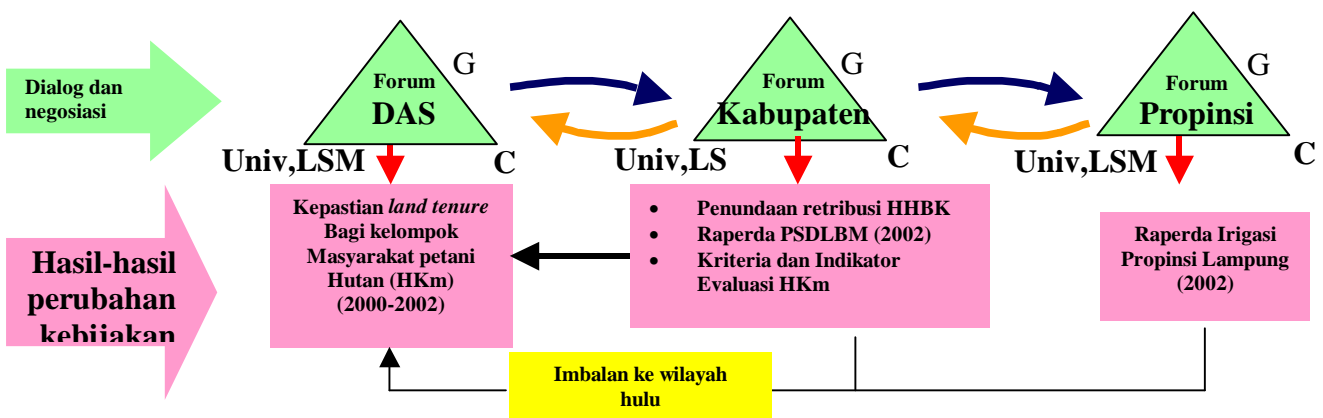 Dialog dan
negosiasi
Forum
DAS
G
Univ,LSM
C
Forum
Kabupaten
G
Univ,LS
C
Forum
Propinsi
G
Univ,LSM
C
Hasil-hasil
perubahan
kebijakan
Kepastian land tenure
Bagi kelompok
Masyarakat petani
Hutan (HKm)
(2000-2002)
• Penundaan retribusi HHBK
• Raperda PSDLBM (2002)
• Kriteria dan Indikator
Evaluasi HKm
Raperda Irigasi
Propinsi Lampung
(2002)
Imbalan ke wilayah
hulu